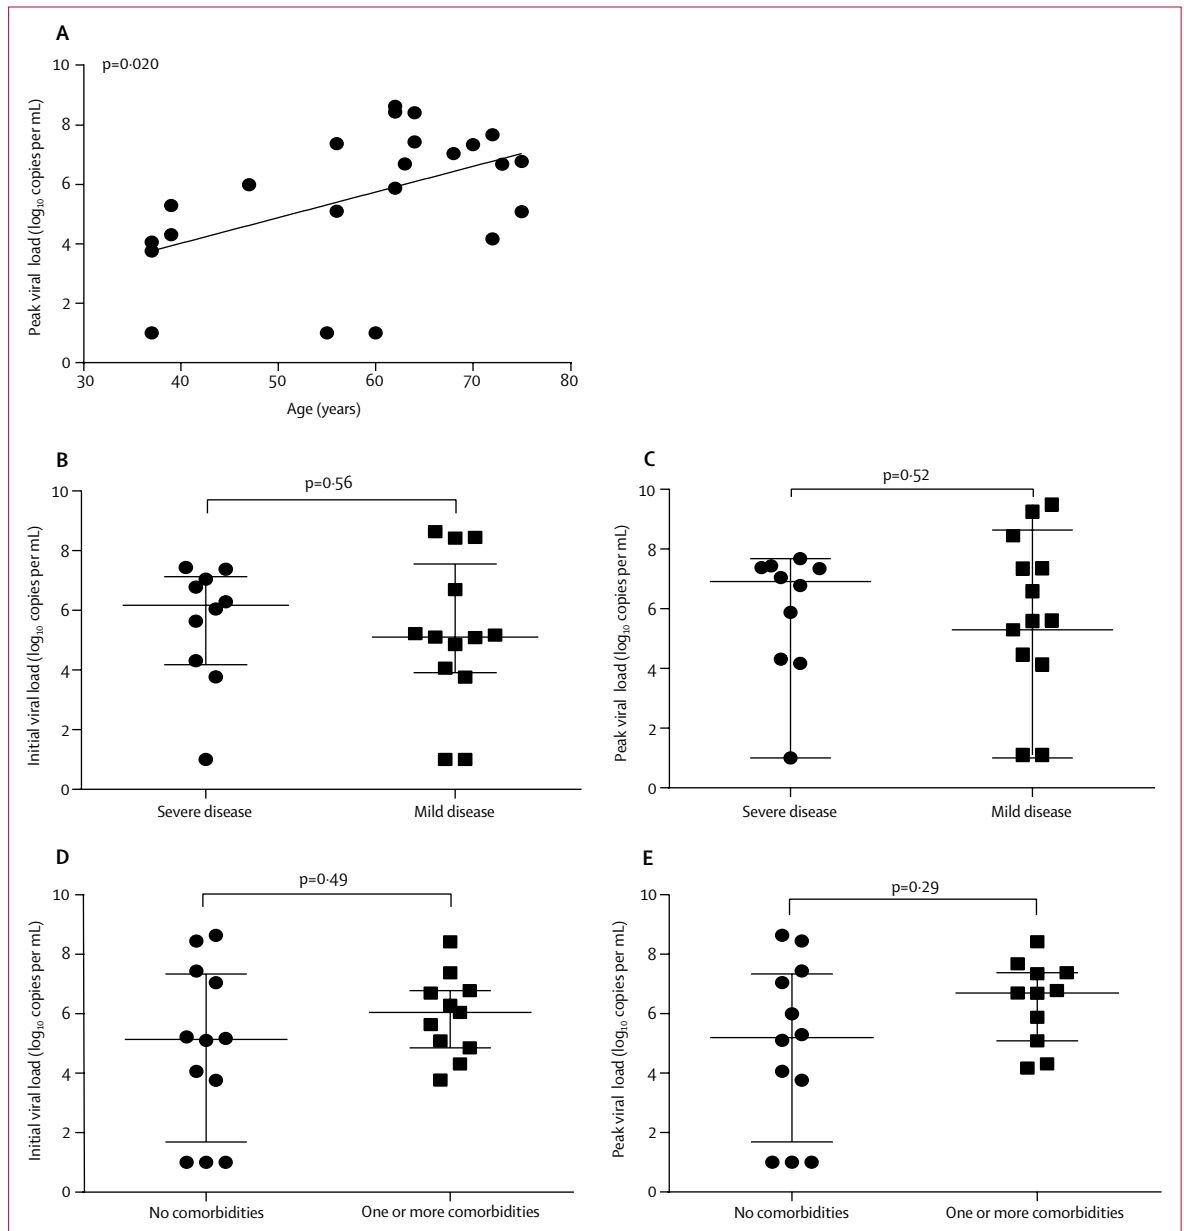 A
p=0·020
Peak viral load (log₁₀ copies per mL)
10
8
6
4
2
0
30 40 50 60 70 80
Age (years)
B
p=0·56
Initial viral load (log₁₀ copies per mL)
10
8
6
4
2
0
Severe disease Mild disease
C
p=0·52
Peak viral load (log₁₀ copies per mL)
10
8
6
4
2
0
Severe disease Mild disease
D
p=0·49
Initial viral load (log₁₀ copies per mL)
10
8
6
4
2
0
No comorbidities One or more comorbidities
E
p=0·29
Peak viral load (log₁₀ copies per mL)
10
8
6
4
2
0
No comorbidities One or more comorbidities